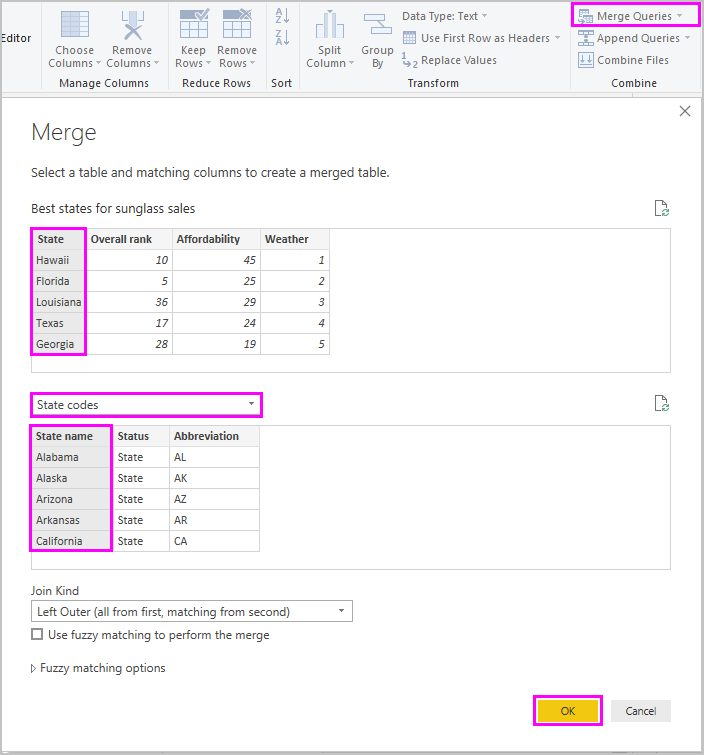 Editor
Choose Columns
Remove Columns
Manage Columns
Keep Rows
Remove Rows
Reduce Rows
A Z
Z A
Sort
Split Column
Group By
Data Type: Text
Use First Row as Headers
1 2 Replace Values
Transform
Merge Queries
Append Queries
Combine Files
Combine
Merge
Select a table and matching columns to create a merged table.
Best states for sunglass sales
State Overall rank Affordability Weather
Hawaii 10 45 1
Florida 5 25 2
Louisiana 36 29 3
Texas 17 24 4
Georgia 28 19 5
State codes
State name Status Abbreviation
Alabama State AL
Alaska State AK
Arizona State AZ
Arkansas State AR
California State CA
Join Kind
Left Outer (all from first, matching from second)
Use fuzzy matching to perform the merge
Fuzzy matching options
OK Cancel